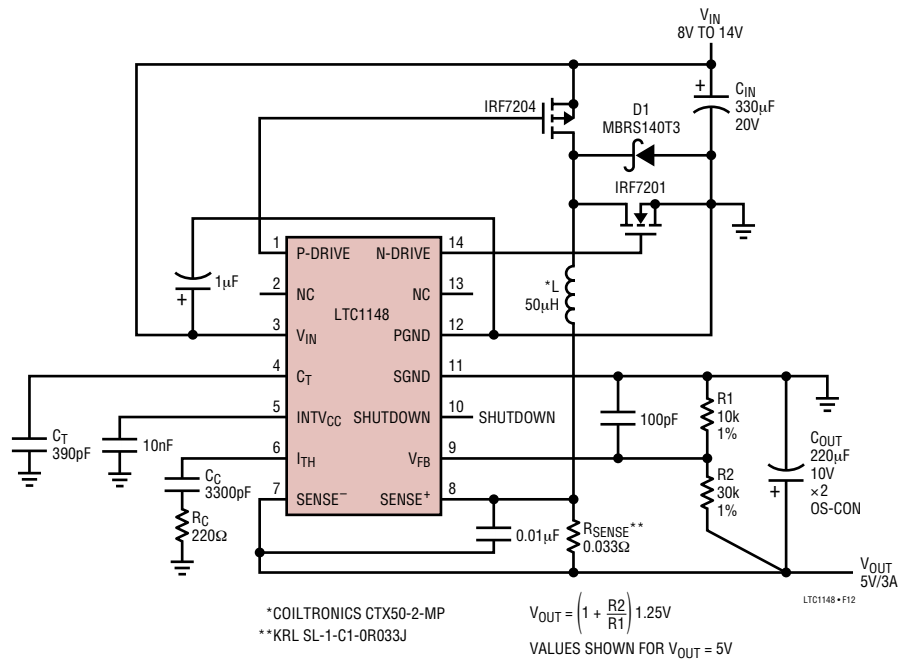 V_IN
8V TO 14V
IRF7204
D1
MBRS140T3
+
C_IN
330µF
20V
IRF7201
1 P-DRIVE N-DRIVE 14
2 NC NC 13
LTC1148
3 V_IN PGND 12
4 C_T SGND 11
5 INTV_CC SHUTDOWN 10 SHUTDOWN
6 I_TH V_FB 9
7 SENSE⁻ SENSE⁺ 8
1µF
+
*L
50µH
C_T
390pF
10nF
C_C
3300pF
R_C
220Ω
100pF
R1
10k
1%
R2
30k
1%
C_OUT
220µF
10V
×2
OS-CON
+
0.01µF
R_SENSE**
0.033Ω
V_OUT
5V/3A
LTC1148 • F12
*COILTRONICS CTX50-2-MP
**KRL SL-1-C1-0R033J
V_OUT = (1 + R2/R1) 1.25V
VALUES SHOWN FOR V_OUT = 5V